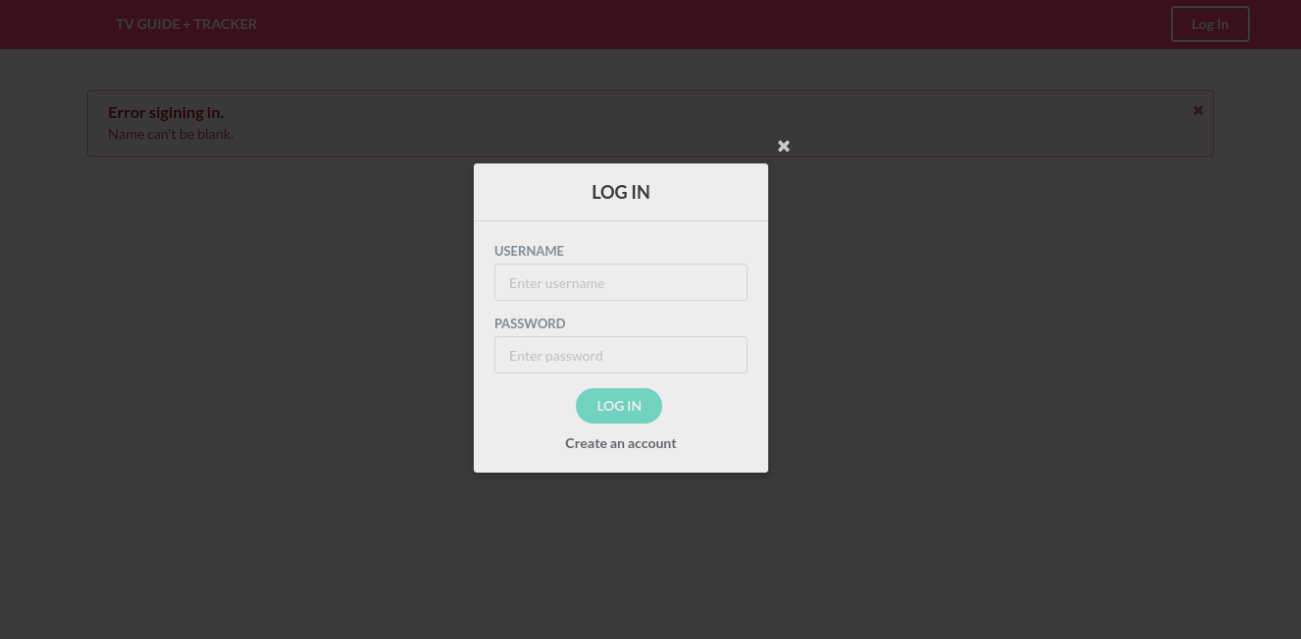 TV GUIDE + TRACKER
Log In
Error sigining in.
Name can't be blank.
LOG IN
USERNAME
Enter username
PASSWORD
Enter password
LOG IN
Create an account